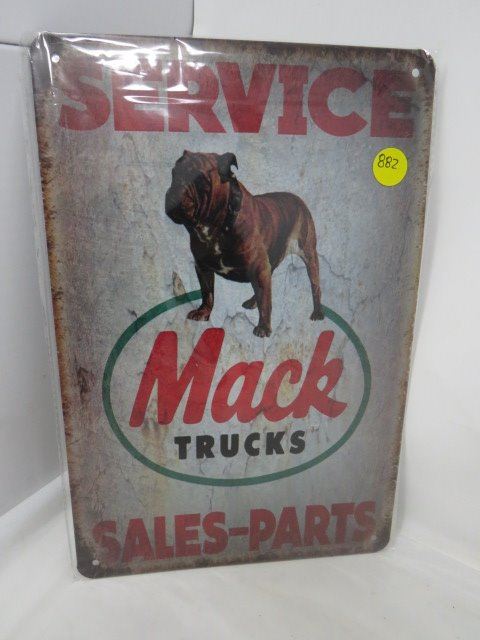 SERVICE
882
Mack
TRUCKS
SALES-PARTS